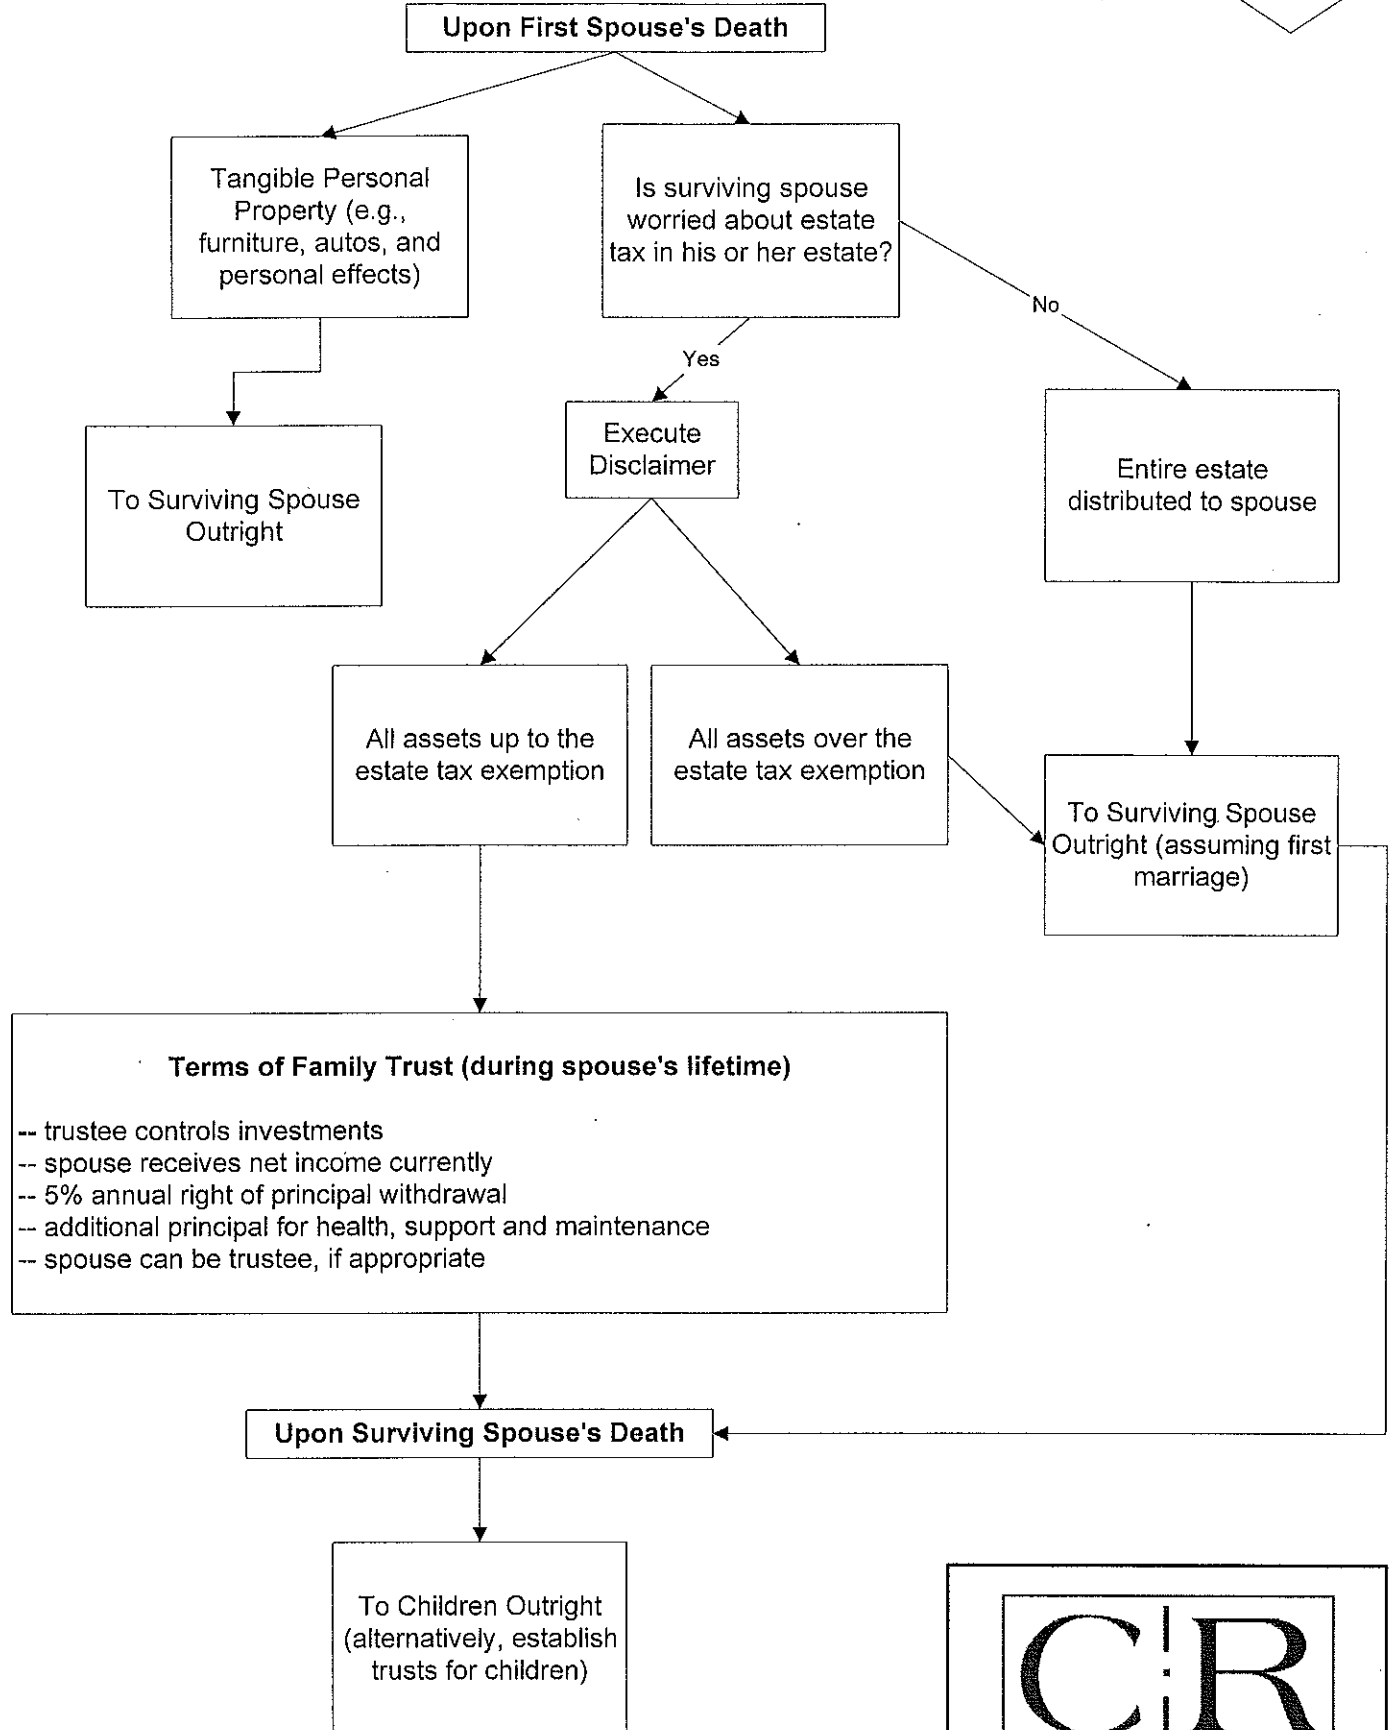 Upon First Spouse's Death
Tangible Personal
Property (e.g.,
furniture, autos, and
personal effects)
Is surviving spouse
worried about estate
tax in his or her estate?
No
Yes
To Surviving Spouse
Outright
Execute
Disclaimer
Entire estate
distributed to spouse
All assets up to the
estate tax exemption
All assets over the
estate tax exemption
To Surviving Spouse
Outright (assuming first
marriage)
Terms of Family Trust (during spouse's lifetime)
-- trustee controls investments
-- spouse receives net income currently
-- 5% annual right of principal withdrawal
-- additional principal for health, support and maintenance
-- spouse can be trustee, if appropriate
Upon Surviving Spouse's Death
To Children Outright
(alternatively, establish
trusts for children)
C R